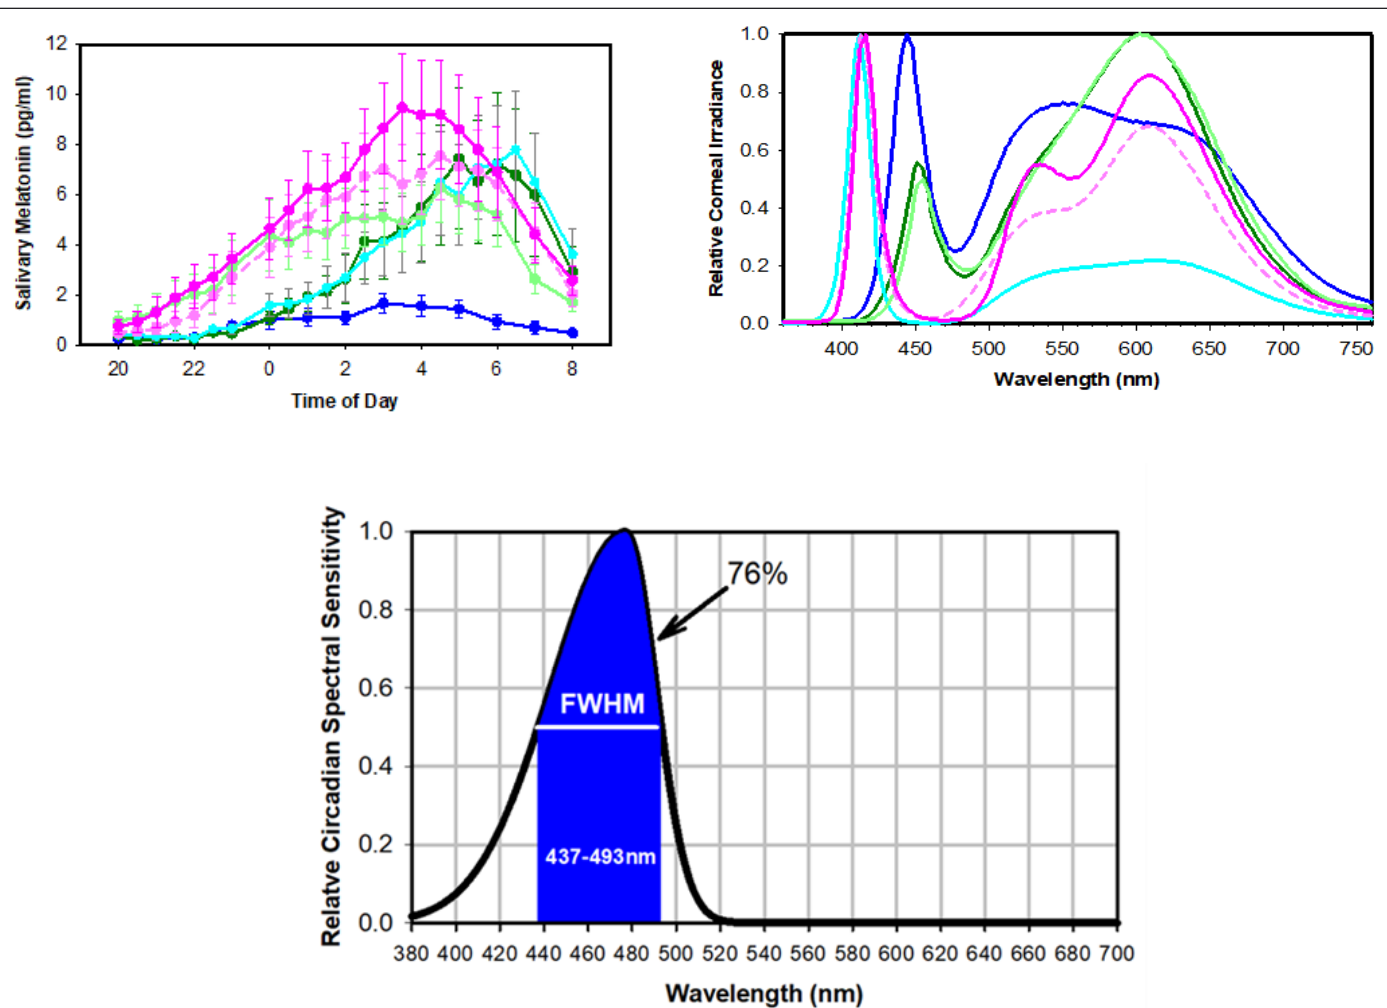 12
10
8
6
4
2
0
Salivary Melatonin (pg/ml)
20 22 0 2 4 6 8
Time of Day
1.0
0.8
0.6
0.4
0.2
0.0
Relative Corneal Irradiance
400 450 500 550 600 650 700 750
Wavelength (nm)
1.0
0.8
0.6
0.4
0.2
0.0
Relatve Circadian Spectral Sensitivity
76%
FWHM
437-493nm
380 400 420 440 460 480 500 520 540 560 580 600 620 640 660 680 700
Wavelength (nm)